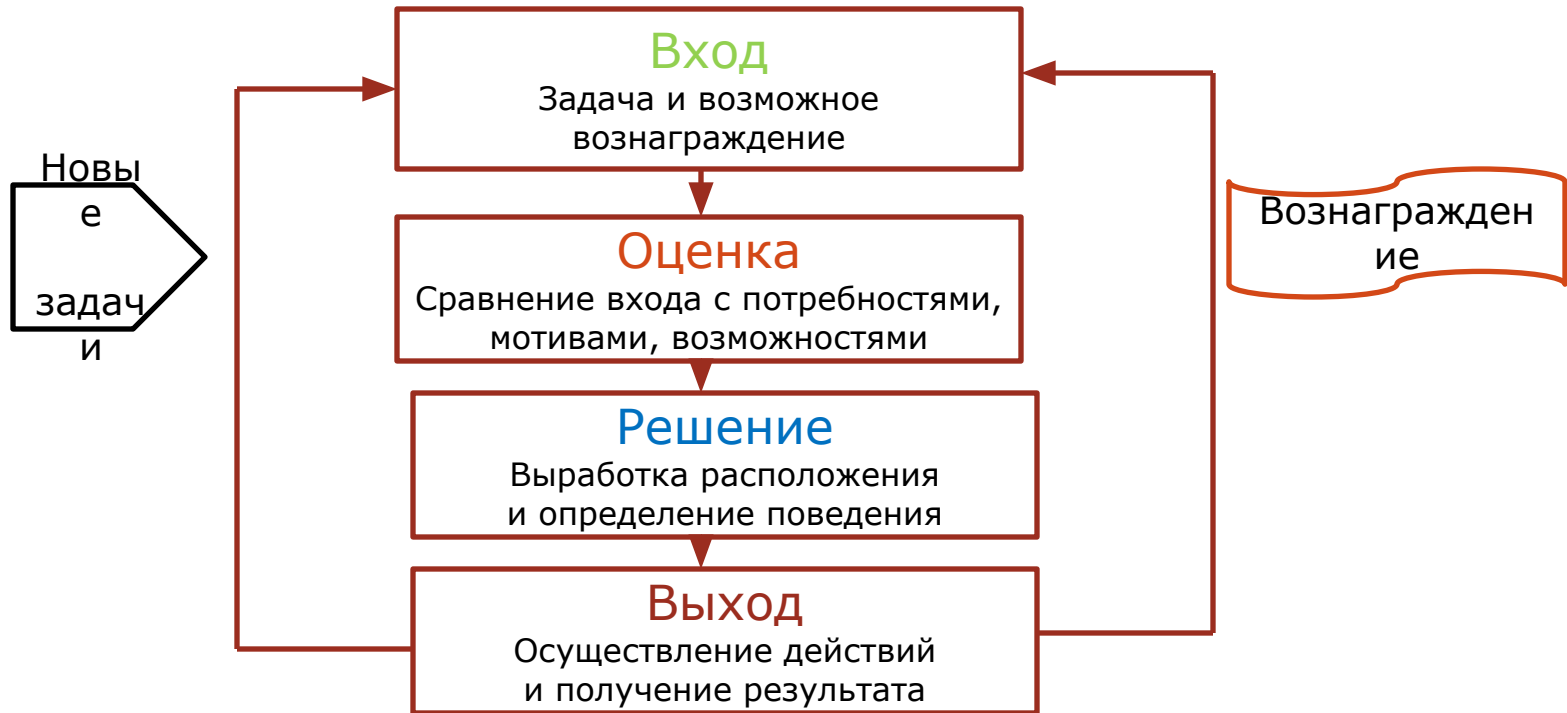 Вход
Задача и возможное
вознаграждение
Новы
е
задач
и
Вознагражден
ие
Оценка
Сравнение входа с потребностями,
мотивами, возможностями
Решение
Выработка расположения
и определение поведения
Выход
Осуществление действий
и получение результата